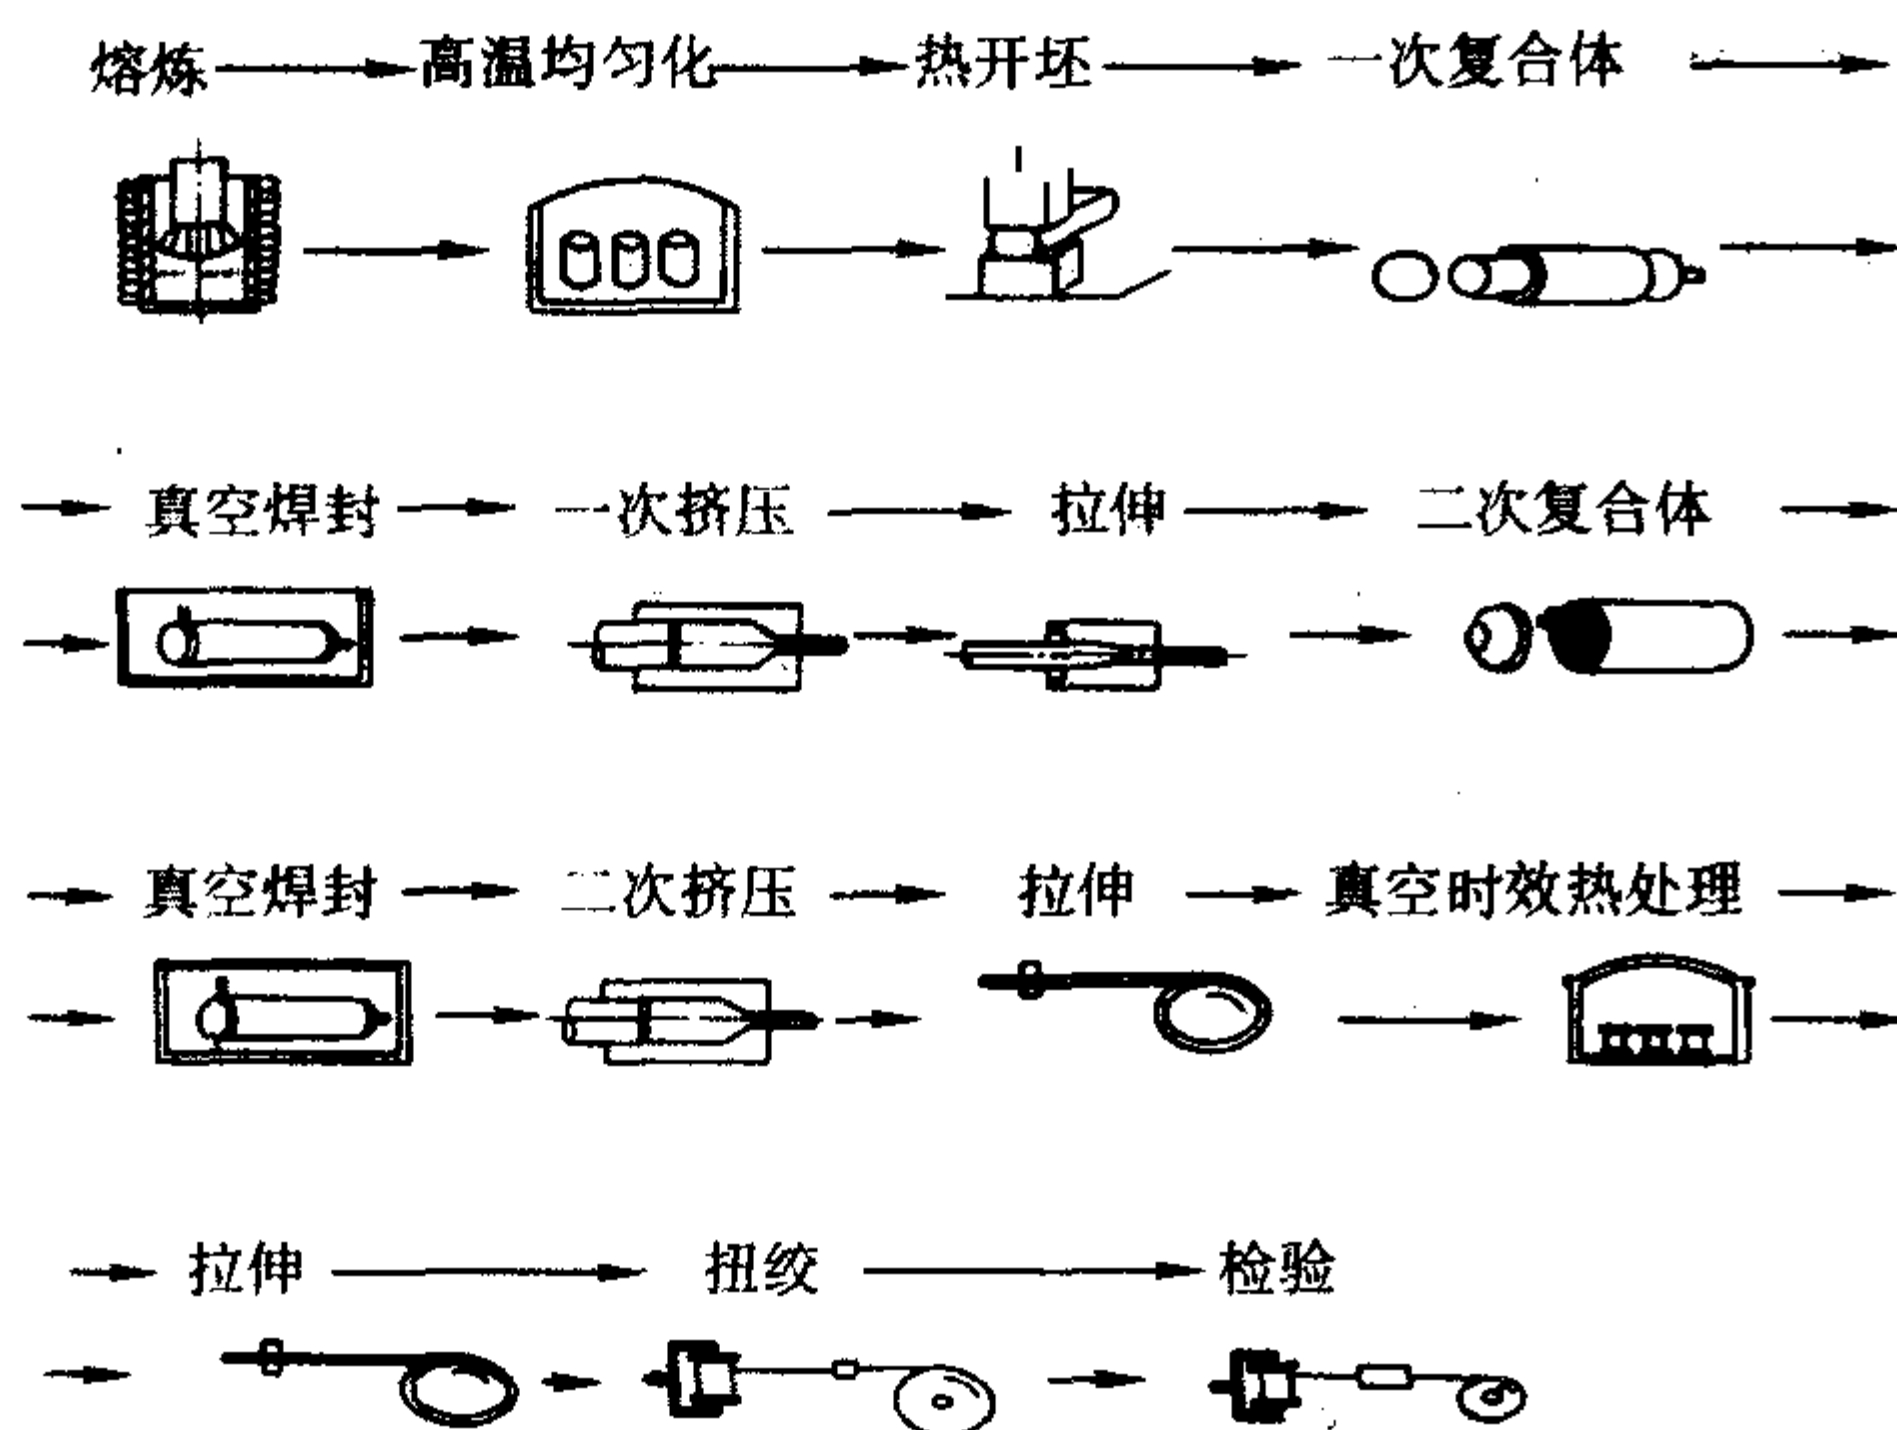 熔炼 高温均匀化 热开坯 一次复合体
真空焊封 一次挤压 拉伸 二次复合体
真空焊封 二次挤压 拉伸 真空时效热处理
拉伸 扭绞 检验